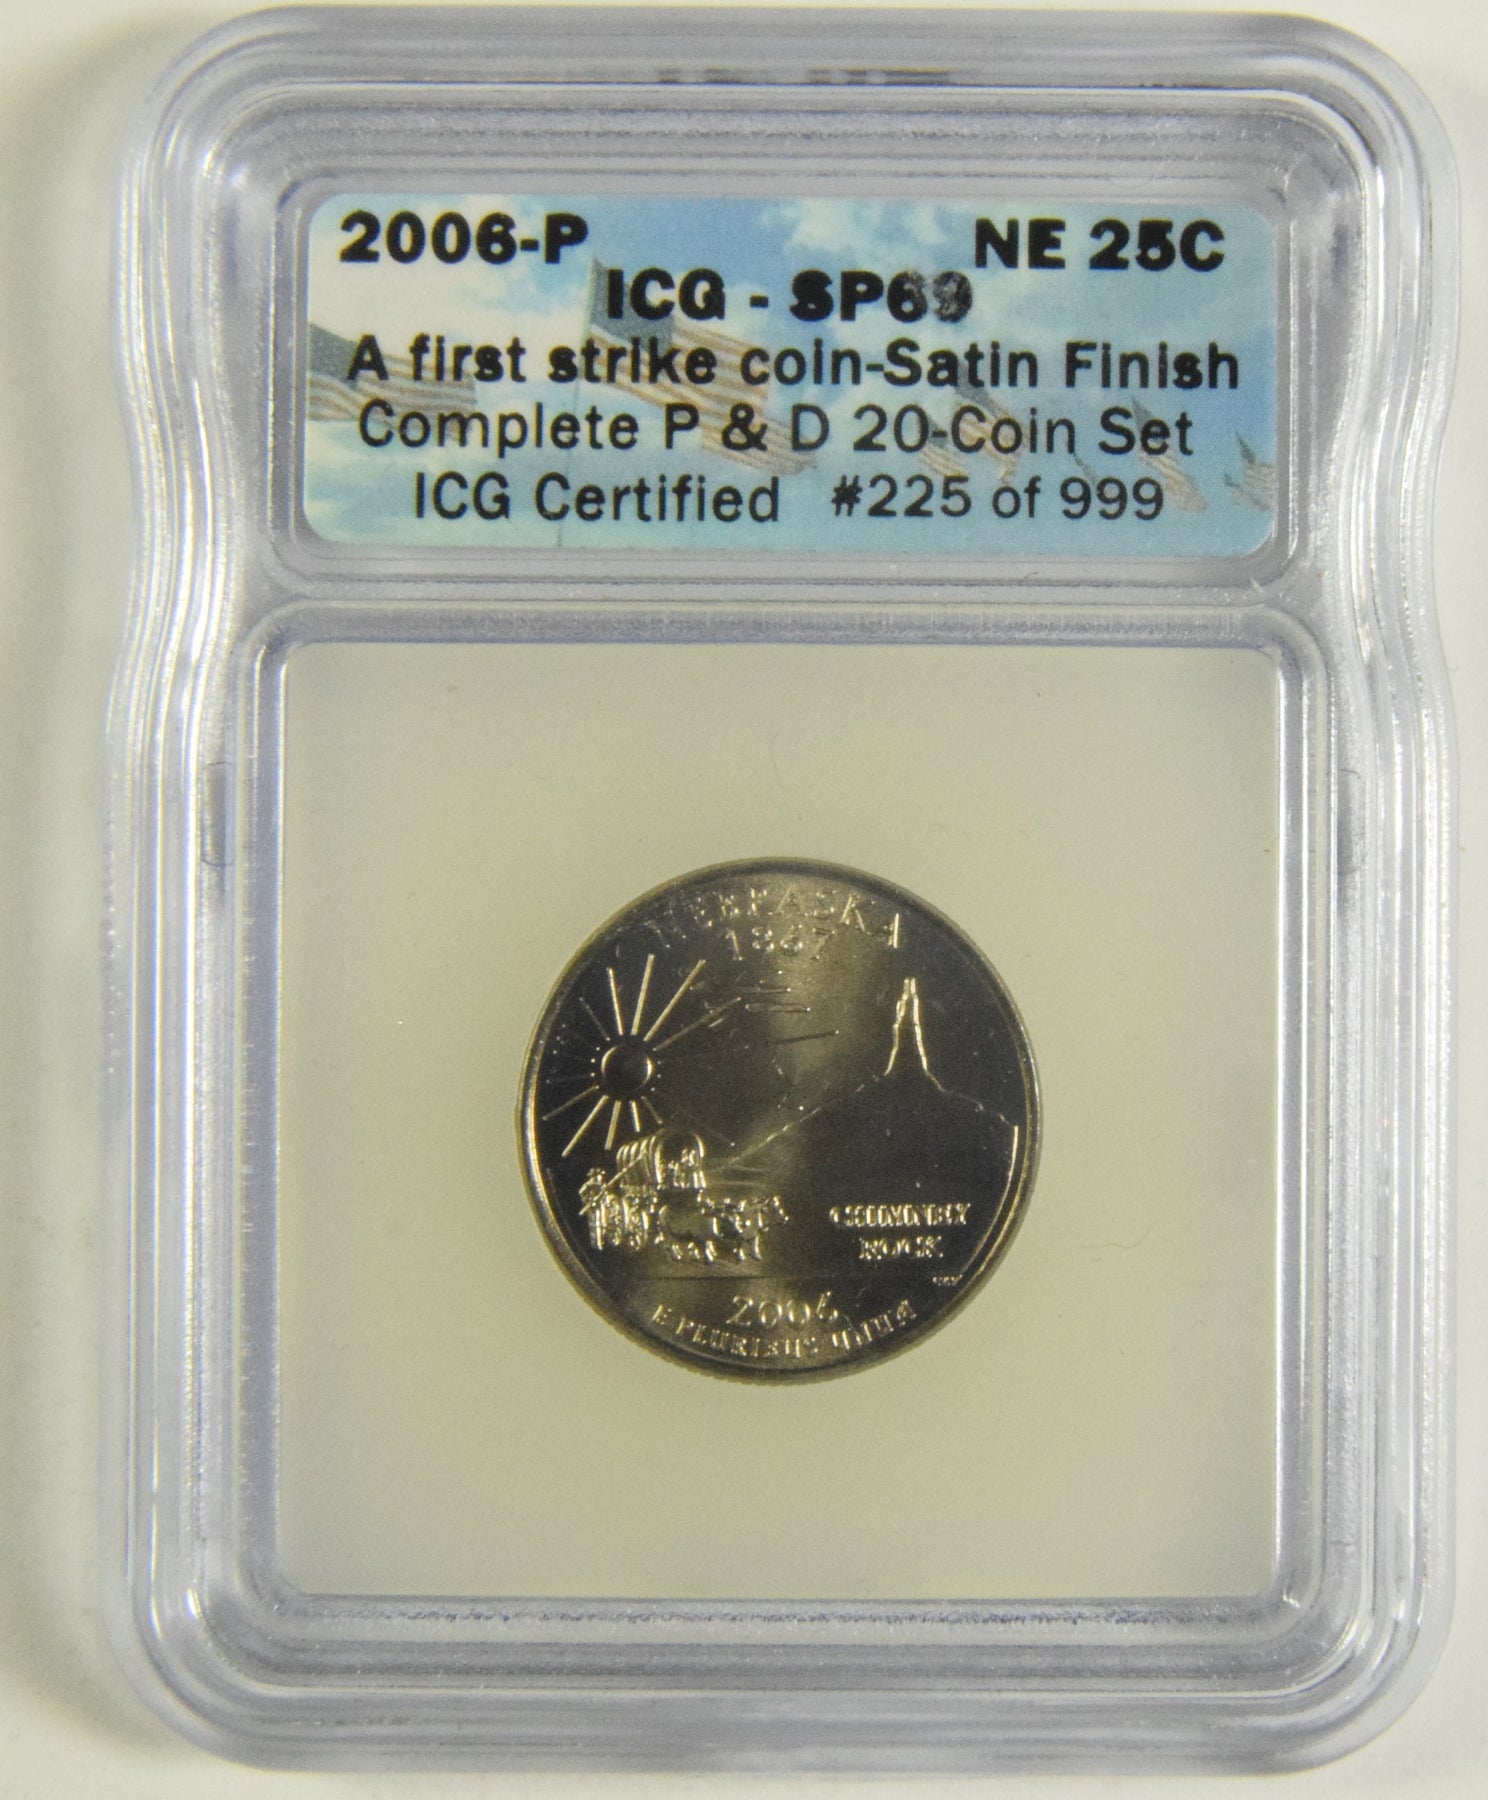 2006-P NE 25C
ICG - SP69
A first strike coin-Satin Finish
Complete P & D 20-Coin Set
ICG Certified #225 of 999
NEBRASKA
1867
CHIMNEY
ROCK
2006
E PLURIBUS UNUM